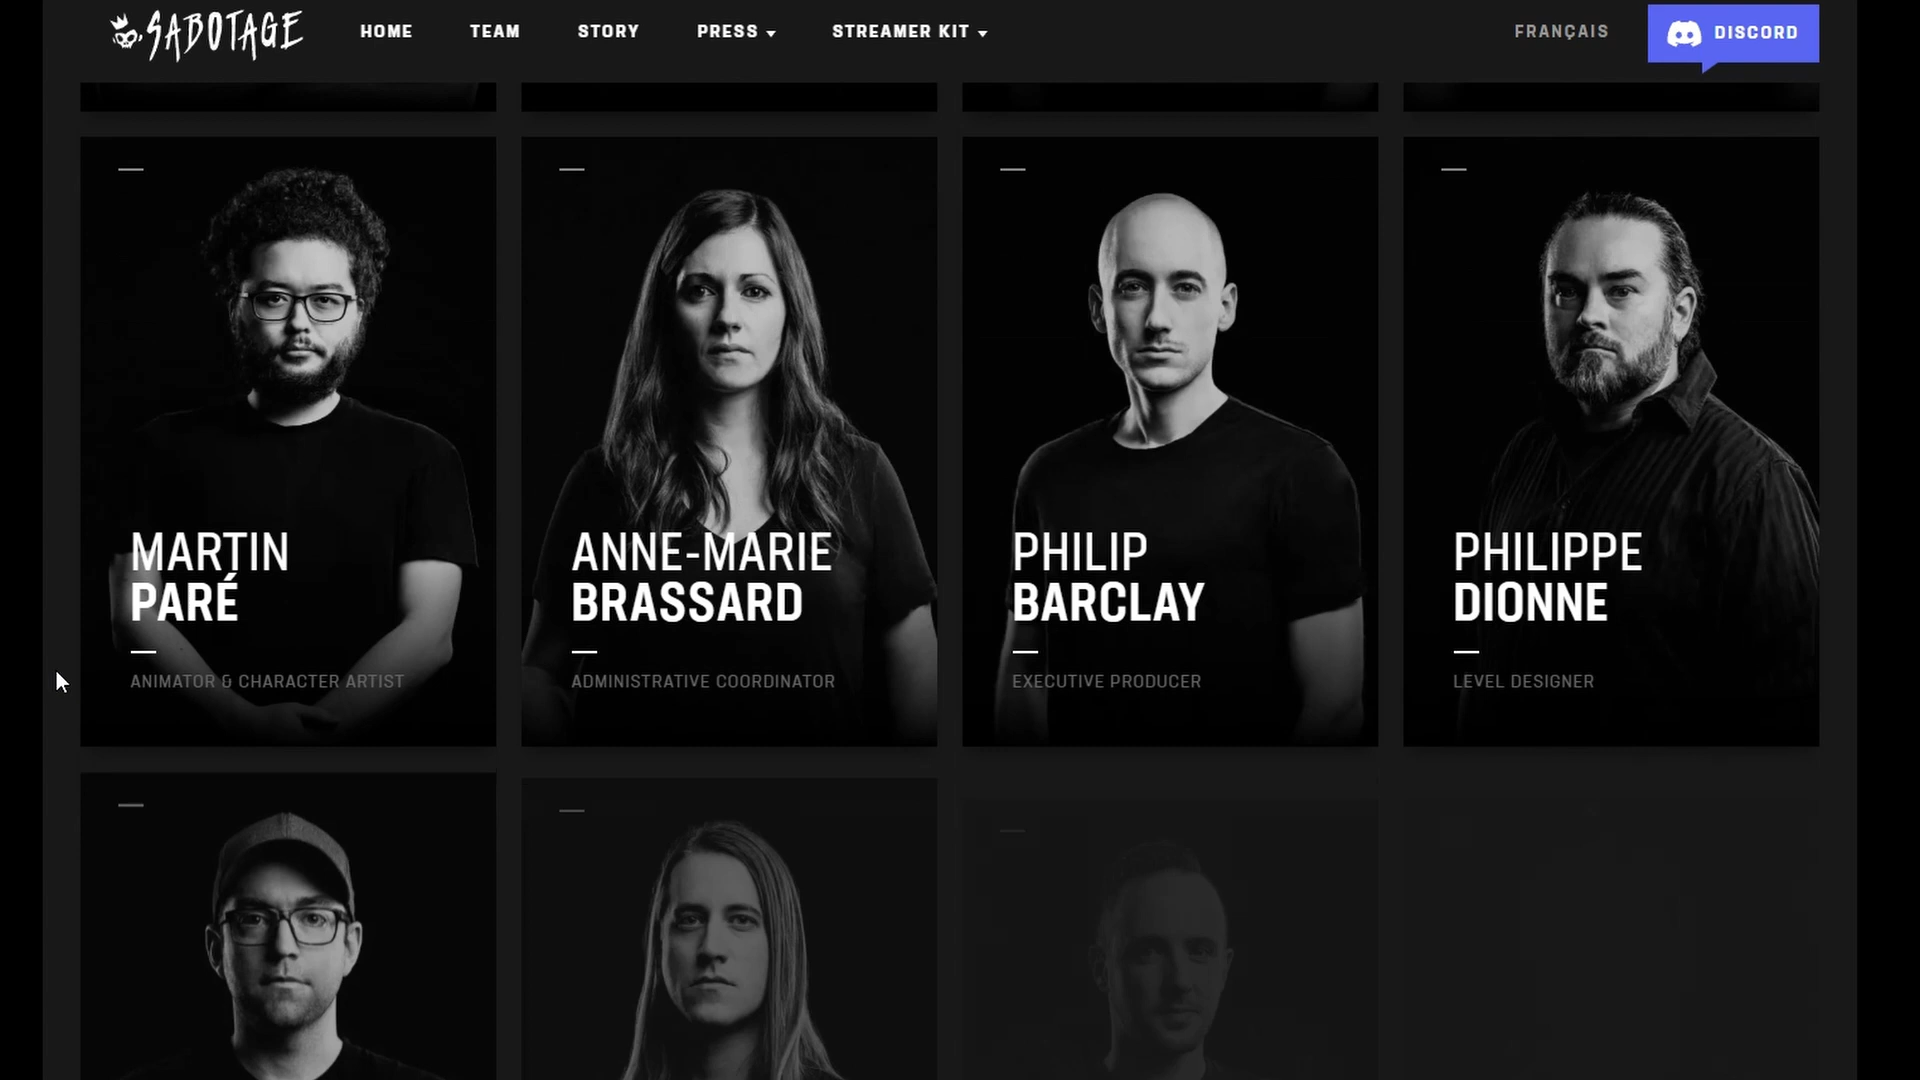 SABOTAGE
HOME
TEAM
STORY
PRESS
STREAMER KIT
FRANÇAIS
DISCORD
MARTIN
PARÉ
ANIMATOR & CHARACTER ARTIST
ANNE-MARIE
BRASSARD
ADMINISTRATIVE COORDINATOR
PHILIP
BARCLAY
EXECUTIVE PRODUCER
PHILIPPE
DIONNE
LEVEL DESIGNER